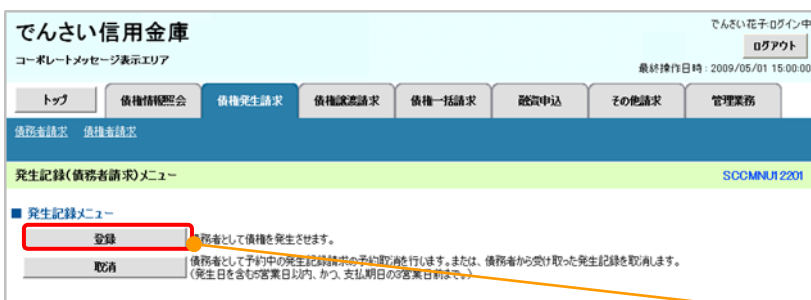 でんさい信用金庫
でんさい花子:ログイン中
ログアウト
コーポレートメッセージ表示エリア
最終操作日時:2009/05/01 15:00:00
トップ 債権情報照会 債権発生請求 債権譲渡請求 債権一括請求 融資申込 その他請求 管理業務
債務者請求 債権者請求
発生記録(債務者請求)メニュー SCCMNU12201
■ 発生記録メニュー
登録 債務者として債権を発生させます。
取消 債務者として予約中の発生記録請求の予約取消を行います。または、債務者から受け取った発生記録を取消します。
(発生日を含む5営業日以内、かつ、支払期日の3営業日前まで。)